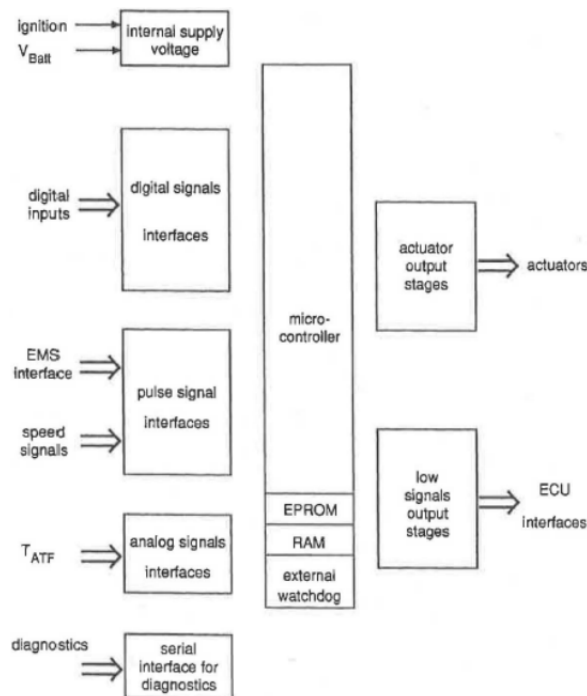 ignition
V_Batt
internal supply
voltage
digital
inputs
digital signals
interfaces
EMS
interface
speed
signals
pulse signal
interfaces
T_ATF
analog signals
interfaces
diagnostics
serial
interface for
diagnostics
micro-
controller
EPROM
RAM
external
watchdog
actuator
output
stages
actuators
low
signals
output
stages
ECU
interfaces